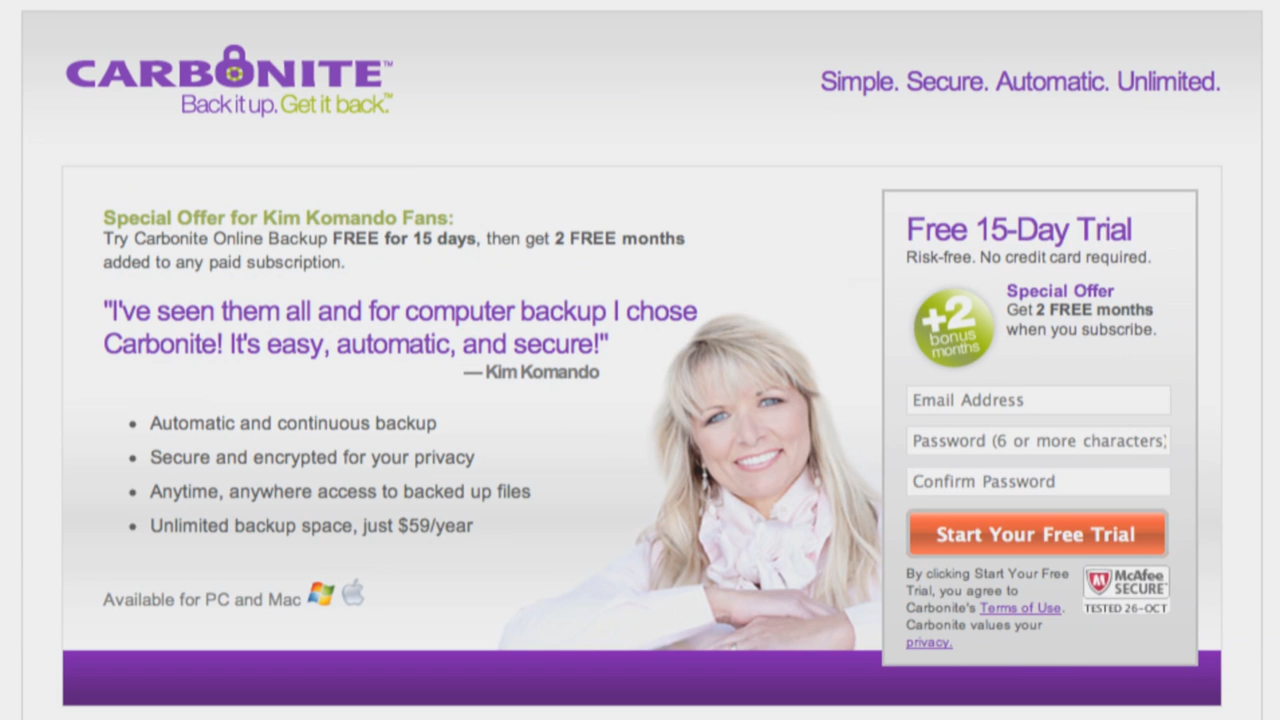 CARBONITE™
Back it up. Get it back.™
Simple. Secure. Automatic. Unlimited.
Special Offer for Kim Komando Fans:
Try Carbonite Online Backup FREE for 15 days, then get 2 FREE months
added to any paid subscription.
"I've seen them all and for computer backup I chose
Carbonite! It's easy, automatic, and secure!"
— Kim Komando
• Automatic and continuous backup
• Secure and encrypted for your privacy
• Anytime, anywhere access to backed up files
• Unlimited backup space, just $59/year
Available for PC and Mac
Free 15-Day Trial
Risk-free. No credit card required.
+2
bonus
months
Special Offer
Get 2 FREE months
when you subscribe.
Email Address
Password (6 or more characters)
Confirm Password
Start Your Free Trial
By clicking Start Your Free
Trial, you agree to
Carbonite's Terms of Use.
Carbonite values your
privacy.
McAfee
SECURE™
TESTED 26-OCT